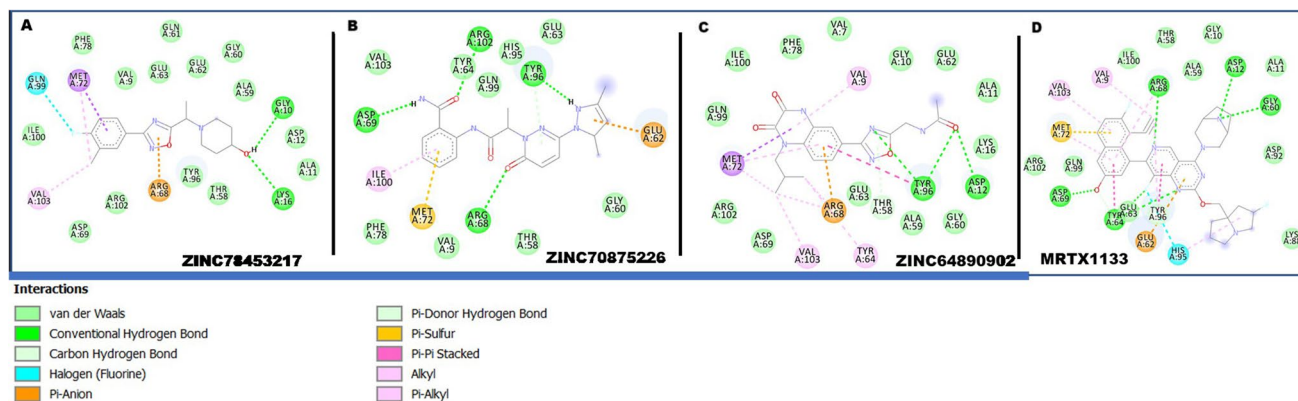 A
PHE
A:78
GLN
A:61
GLY
A:60
GLN
A:99
MET
A:72
VAL
A:9
GLU
A:63
GLU
A:62
ALA
A:59
GLY
A:10
ILE
A:100
ASP
A:12
VAL
A:103
ARG
A:102
ARG
A:68
TYR
A:96
THR
A:58
ALA
A:11
LYS
A:16
ASP
A:69
ZINC78453217
B
ARG
A:102
GLU
A:63
VAL
A:103
TYR
A:64
HIS
A:95
GLN
A:99
TYR
A:96
H
ASP
A:69
H
N
O
N
N
N
GLU
A:62
ILE
A:100
O
O
MET
A:72
ARG
A:68
GLY
A:60
PHE
A:78
VAL
A:9
THR
A:58
ZINC70875226
C
VAL
A:7
ILE
A:100
PHE
A:78
VAL
A:9
GLY
A:10
GLU
A:62
ALA
A:11
GLN
A:99
MET
A:72
LYS
A:16
TYR
A:96
ASP
A:12
ARG
A:102
ARG
A:68
GLU
A:63
THR
A:58
ALA
A:59
GLY
A:60
ASP
A:69
VAL
A:103
TYR
A:64
ZINC64890902
D
THR
A:58
GLY
A:10
ILE
A:100
VAL
A:9
VAL
A:103
ARG
A:68
ALA
A:59
ASP
A:12
ALA
A:11
GLY
A:60
MET
A:72
ARG
A:102
GLN
A:99
ASP
A:92
ASP
A:69
TYR
A:64
GLU
A:63
TYR
A:96
GLU
A:62
HIS
A:95
MRTX1133
Interactions
van der Waals
Conventional Hydrogen Bond
Carbon Hydrogen Bond
Halogen (Fluorine)
Pi-Anion
Pi-Donor Hydrogen Bond
Pi-Sulfur
Pi-Pi Stacked
Alkyl
Pi-Alkyl